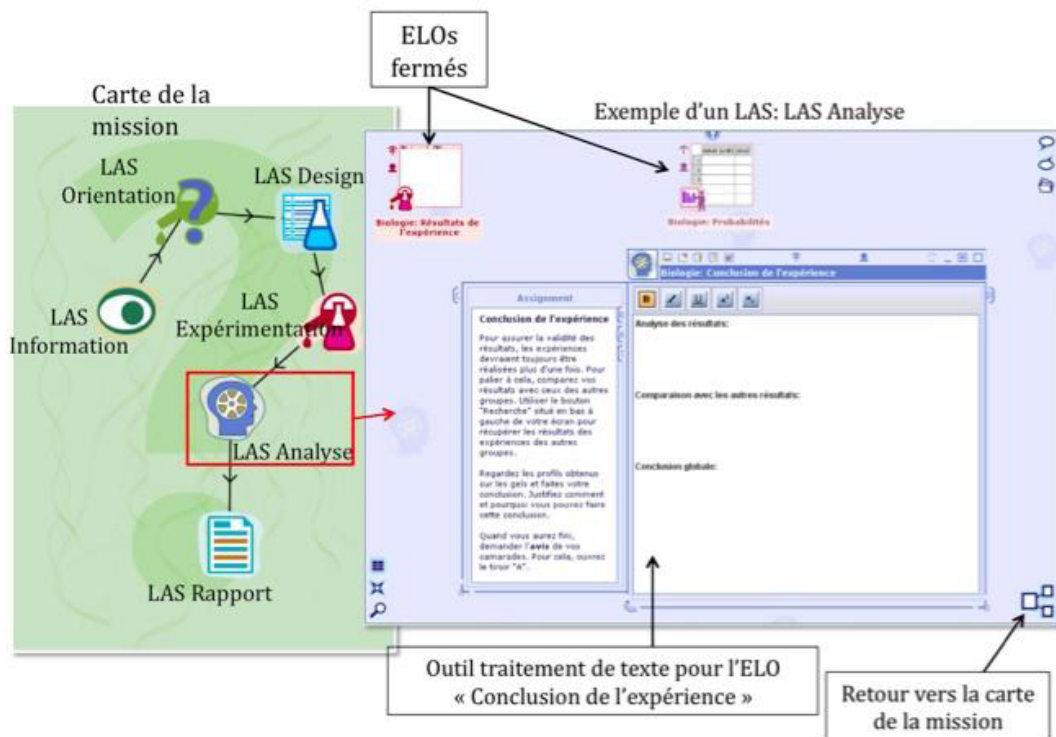 ELOs
fermés
Carte de la
mission
Exemple d'un LAS: LAS Analyse
LAS
Orientation
LAS Design
LAS
Information
LAS
Expérimentation
LAS Analyse
LAS Rapport
Biologie: Résultats de
l'expérience
Biologie: Probabilités
Biologie: Conclusion de l'expérience
Assignment
Conclusion de l'expérience
Pour assurer la validité des
résultats, les expériences
devraient toujours être
réalisées plus d'une fois. Pour
palier à cela, comparez vos
résultats avec ceux des autres
groupes. Utiliser le bouton
"Recherche" situé en bas à
gauche de votre écran pour
récupérer les résultats des
expériences des autres
groupes.
Regardez les profils obtenus
sur les gels et faites votre
conclusion. Justifiez comment
et pourquoi vous pouvez faire
cette conclusion.
Quand vous aurez fini,
demander l'avis de vos
camarades. Pour cela, ouvrez
le tiroir "A".
B
Analyse des résultats:
Comparaison avec les autres résultats:
Conclusion globale:
Outil traitement de texte pour l'ELO
« Conclusion de l'expérience »
Retour vers la carte
de la mission